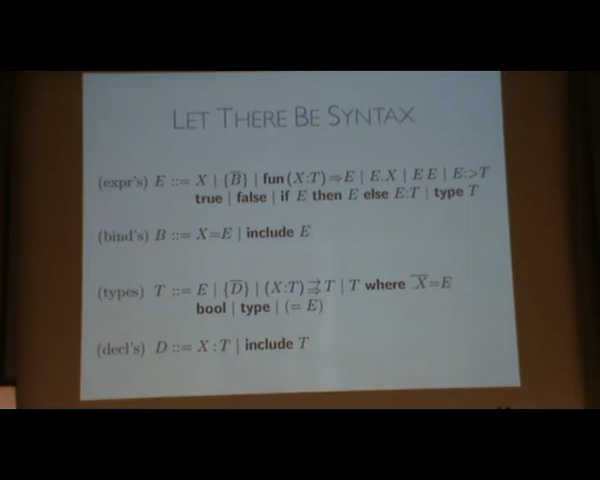 LET THERE BE SYNTAX
(expr's) E ::= X | {B̅} | fun (X:T) ⇒ E | E.X | E E | E:>T
true | false | if E then E else E:T | type T
(bind's) B ::= X=E | include E
(types) T ::= E | {D̅} | (X:T) ⇉ T | T where .X̅=E
bool | type | (= E)
(decl's) D ::= X : T | include T